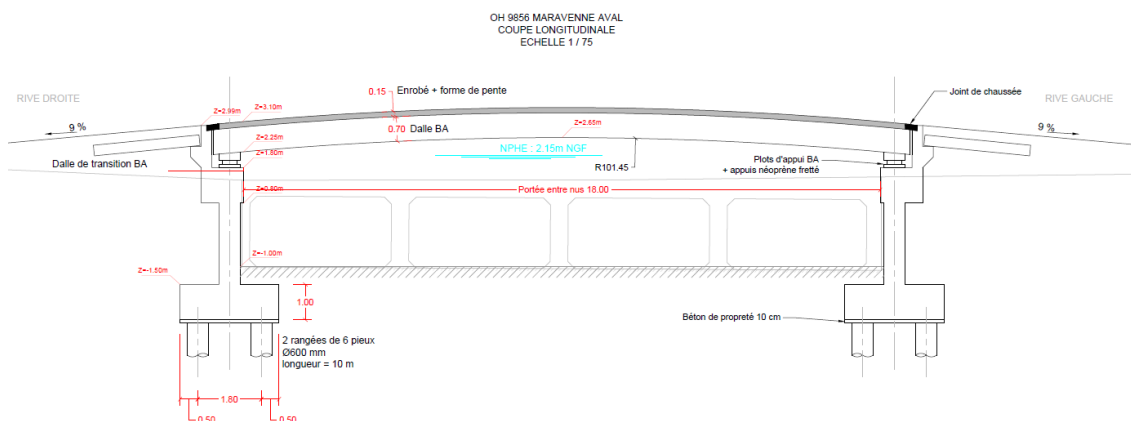 OH 9856 MARAVENNE AVAL
COUPE LONGITUDINALE
ECHELLE 1 / 75
RIVE DROITE
RIVE GAUCHE
0.15
Enrobé + forme de pente
Joint de chaussée
Z=2.99m
Z=3.10m
9 %
9 %
0.70
Dalle BA
Z=2.65m
Z=2.25m
NPHE : 2.15m NGF
Z=1.80m
Dalle de transition BA
R101.45
Plots d'appui BA
+ appuis néoprène fretté
Z=0.80m
Portée entre nus 18.00
Z=-1.00m
Z=-1.50m
1.00
Béton de propreté 10 cm
2 rangées de 6 pieux
Ø600 mm
longueur = 10 m
1.80
0.50
0.50